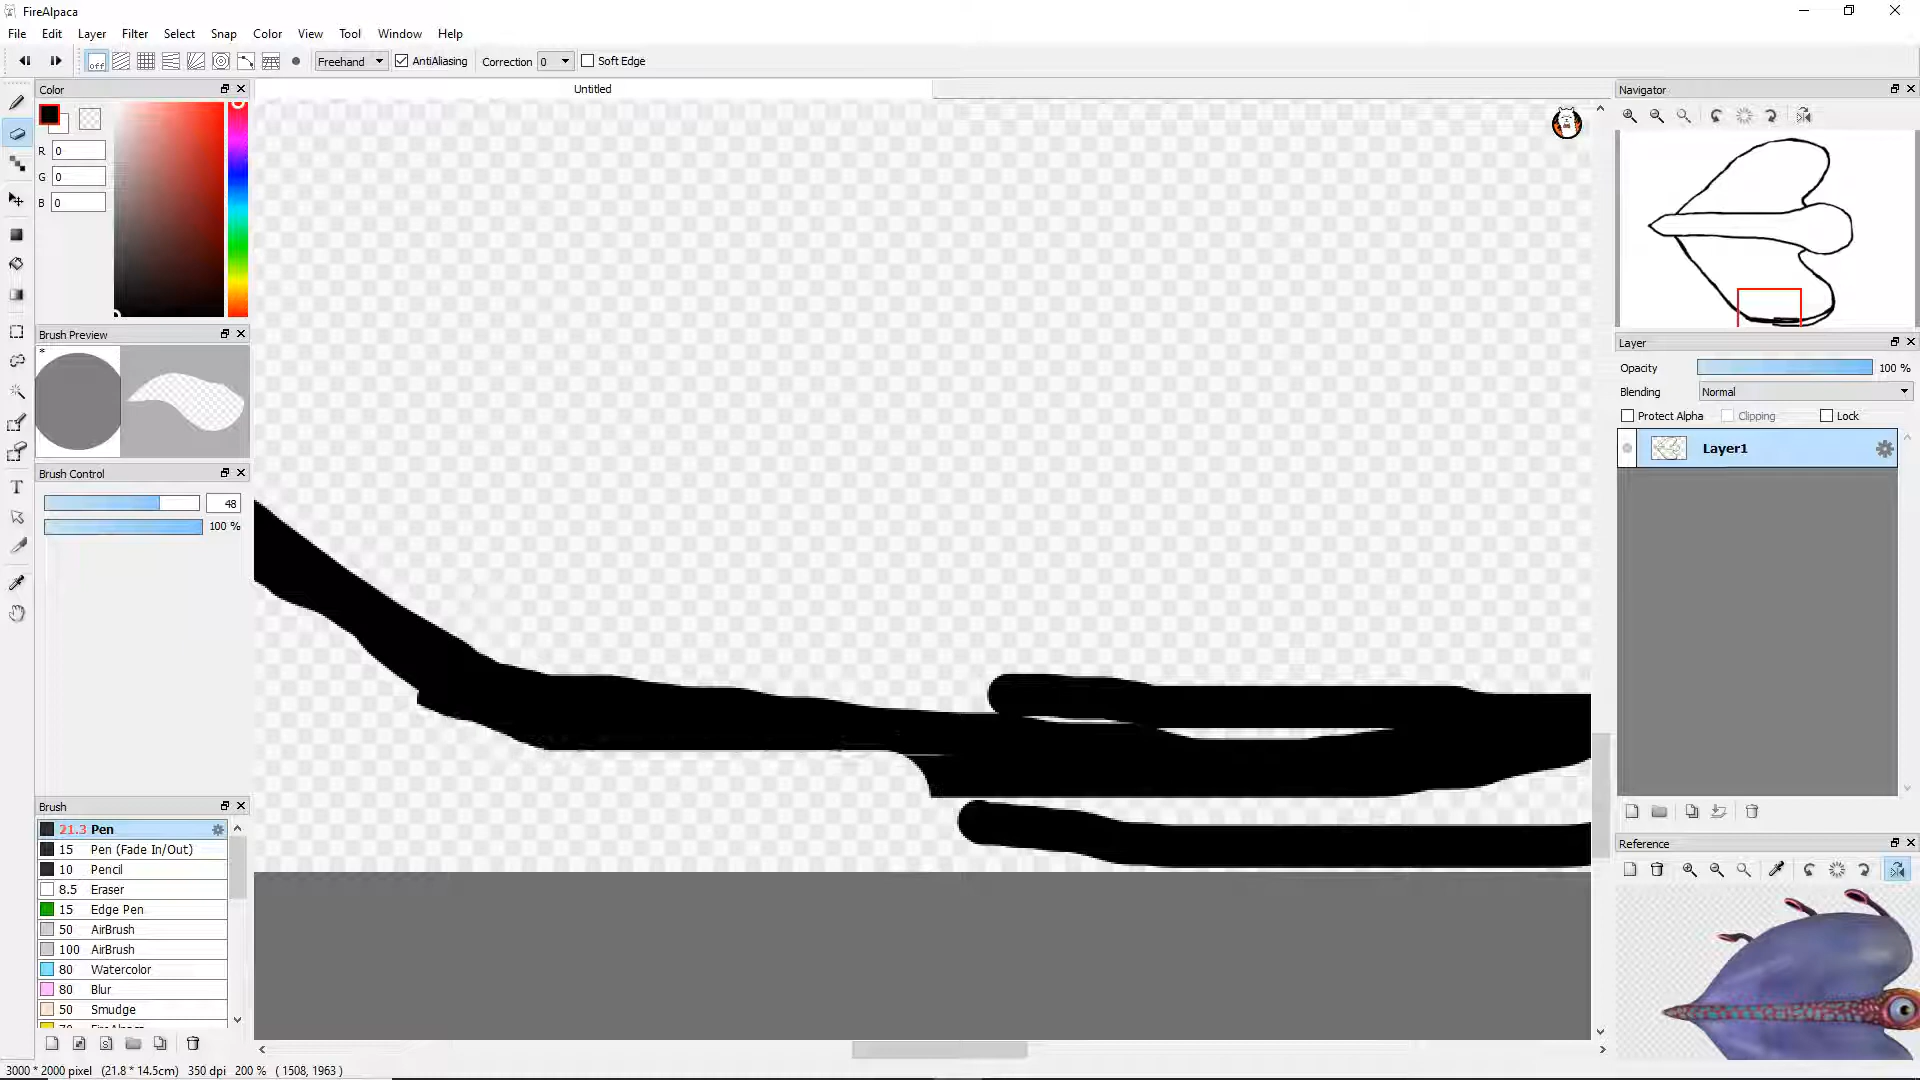 FireAlpaca
File Edit Layer Filter Select Snap Color View Tool Window Help
off Freehand AntiAliasing Correction 0 Soft Edge
Color
Untitled
Navigator
R 0
G 0
B 0
Brush Preview
*
Layer
Opacity 100 %
Blending Normal
Protect Alpha Clipping Lock
Layer1
Brush Control
48
100 %
Brush
21.3 Pen
15 Pen (Fade In/Out)
10 Pencil
8.5 Eraser
15 Edge Pen
50 AirBrush
100 AirBrush
80 Watercolor
80 Blur
50 Smudge
Reference
3000 * 2000 pixel (21.8 * 14.5cm) 350 dpi 200 % ( 1508, 1963 )